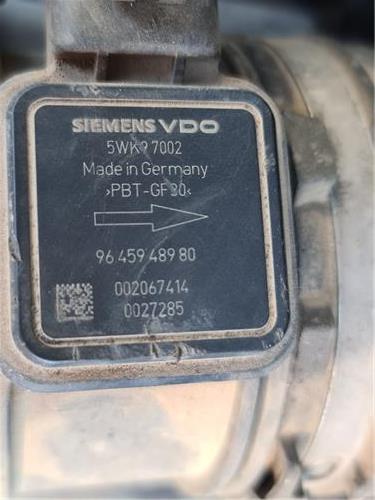 SIEMENS VDO
5WK9 7002
Made in Germany
›PBT-GF30‹
96 459 489 80
002067414
0027285